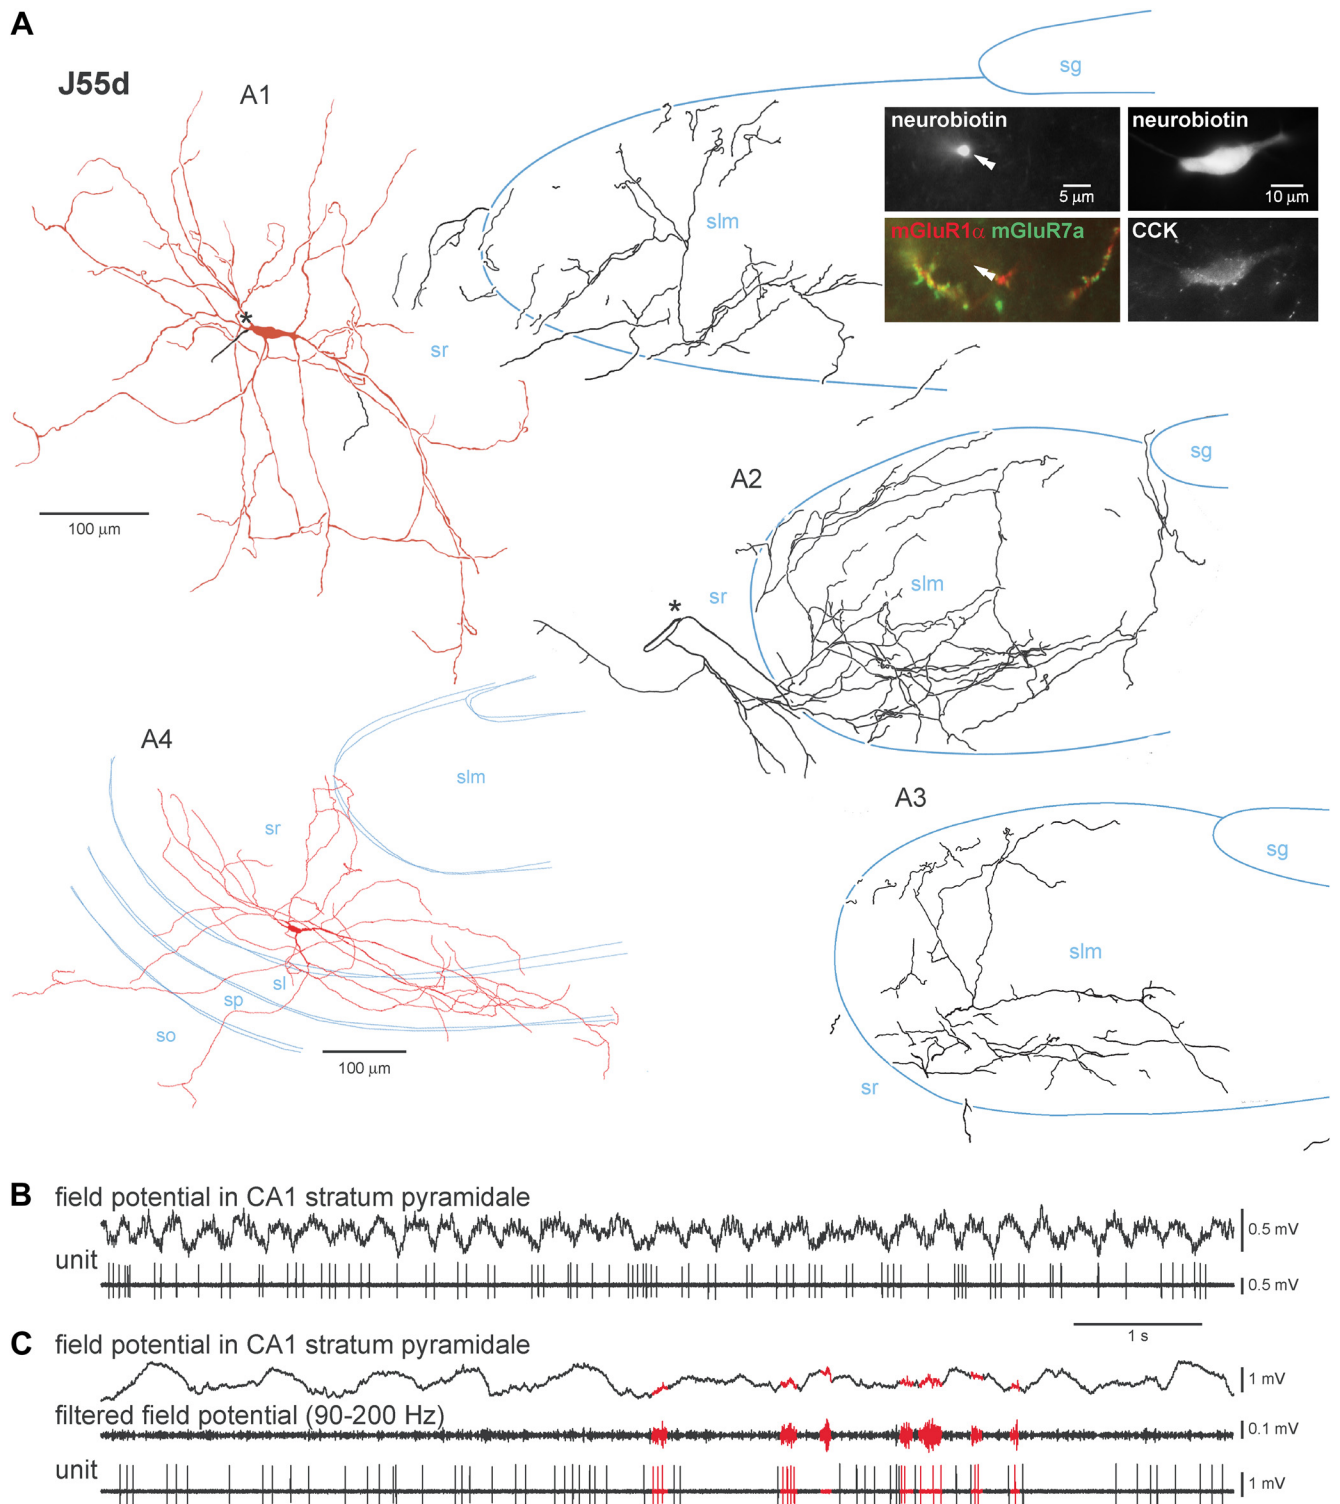 A
J55d
A1
sg
neurobiotin
neurobiotin
5 µm
10 µm
mGluR1α mGluR7a
CCK
slm
*
sr
100 µm
A2
sg
sr
slm
*
A4
slm
sr
A3
sg
slm
sl
sp
so
100 µm
sr
B field potential in CA1 stratum pyramidale
0.5 mV
unit
0.5 mV
1 s
C field potential in CA1 stratum pyramidale
1 mV
filtered field potential (90-200 Hz)
0.1 mV
unit
1 mV